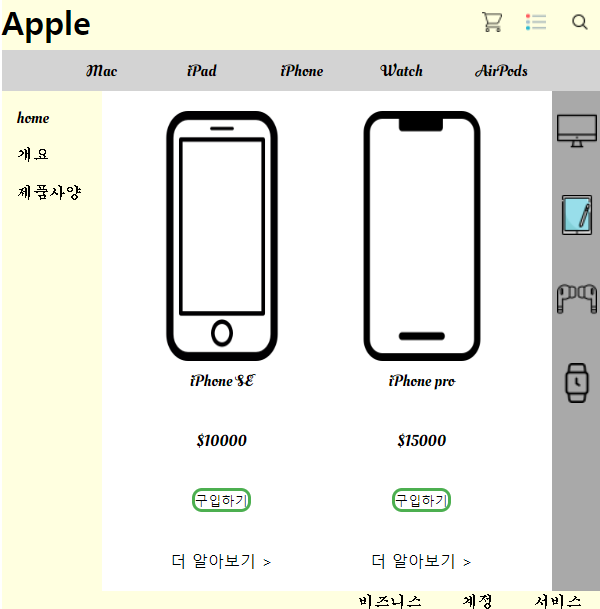 Apple
Mac iPad iPhone Watch AirPods
home
개요
제품사양
iPhone SE iPhone pro
$10000 $15000
구입하기 구입하기
더 알아보기 > 더 알아보기 >
비즈니스 계정 서비스